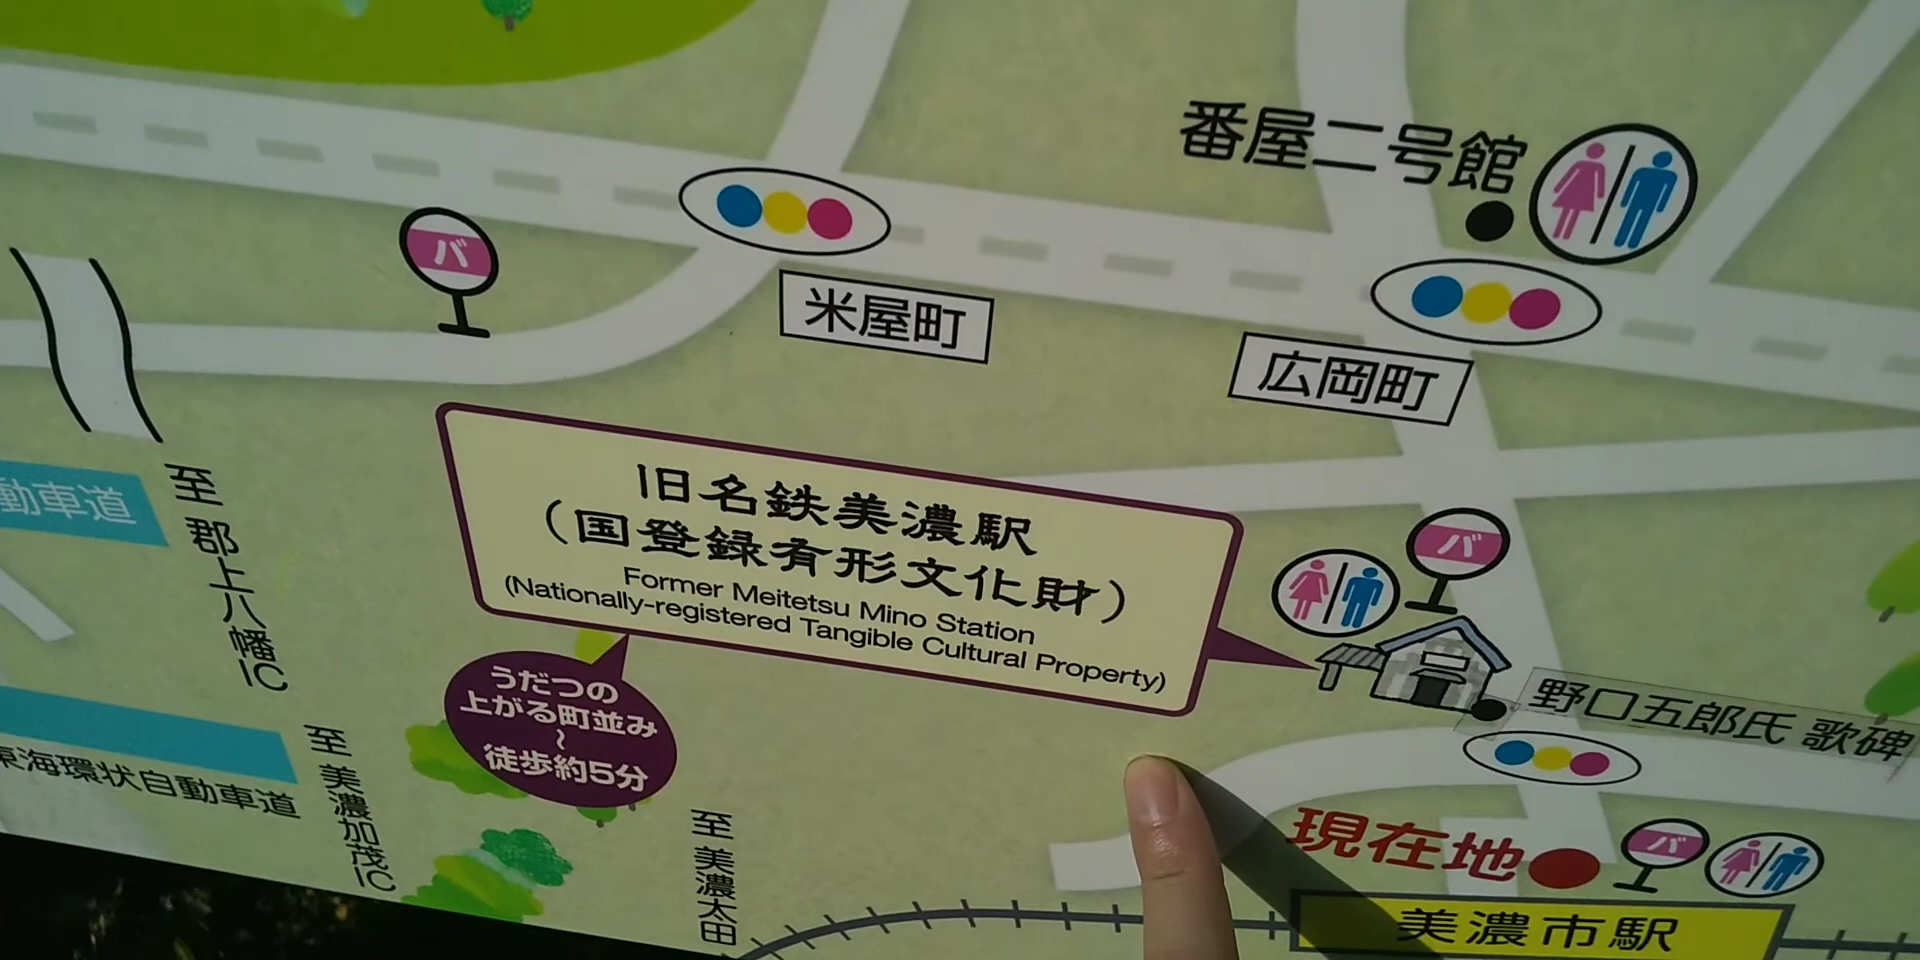 番屋二号館
バ
米屋町
広岡町
動車道
至 郡上八幡IC
旧名鉄美濃駅
（国登録有形文化財）
Former Meitetsu Mino Station
(Nationally-registered Tangible Cultural Property)
バ
うだつの
上がる町並み
～
徒歩約5分
野口五郎氏 歌碑
東海環状自動車道
至 美濃加茂IC
至 美濃太田
現在地
バ
美濃市駅